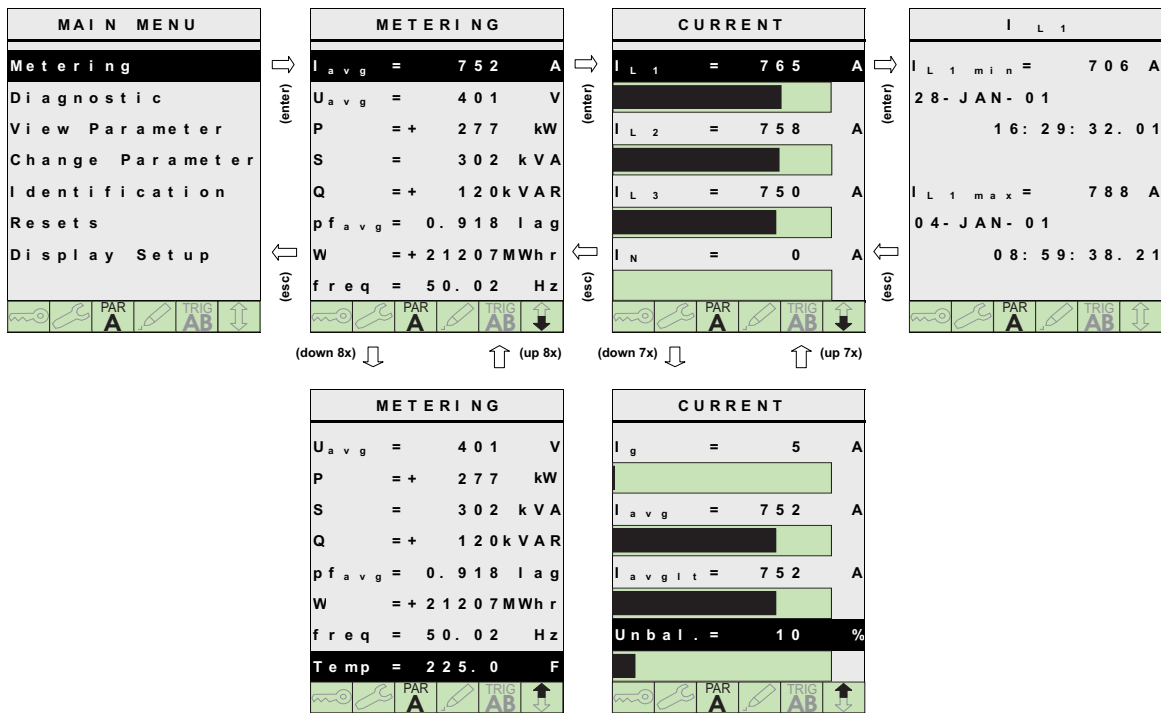 MAIN MENU
Metering
Diagnostic
View Parameter
Change Parameter
Identification
Resets
Display Setup
PAR
A
TRIG
AB
(enter)
(esc)
METERING
Iavg = 752 A
Uavg = 401 V
P =+ 277 kW
S = 302 kVA
Q =+ 120kVAR
pfavg= 0.918 lag
W =+21207MWhr
freq = 50.02 Hz
PAR
A
TRIG
AB
(enter)
(esc)
CURRENT
IL1 = 765 A
IL2 = 758 A
IL3 = 750 A
IN = 0 A
PAR
A
TRIG
AB
(enter)
(esc)
IL1
IL1 min= 706 A
28-JAN-01
16:29:32.01
IL1 max= 788 A
04-JAN-01
08:59:38.21
PAR
A
TRIG
AB
(down 8x) (up 8x) (down 7x) (up 7x)
METERING
Uavg = 401 V
P =+ 277 kW
S = 302 kVA
Q =+ 120kVAR
pfavg= 0.918 lag
W =+21207MWhr
freq = 50.02 Hz
Temp = 225.0 F
PAR
A
TRIG
AB
CURRENT
Ig = 5 A
Iavg = 752 A
Iavglt = 752 A
Unbal.= 10 %
PAR
A
TRIG
AB